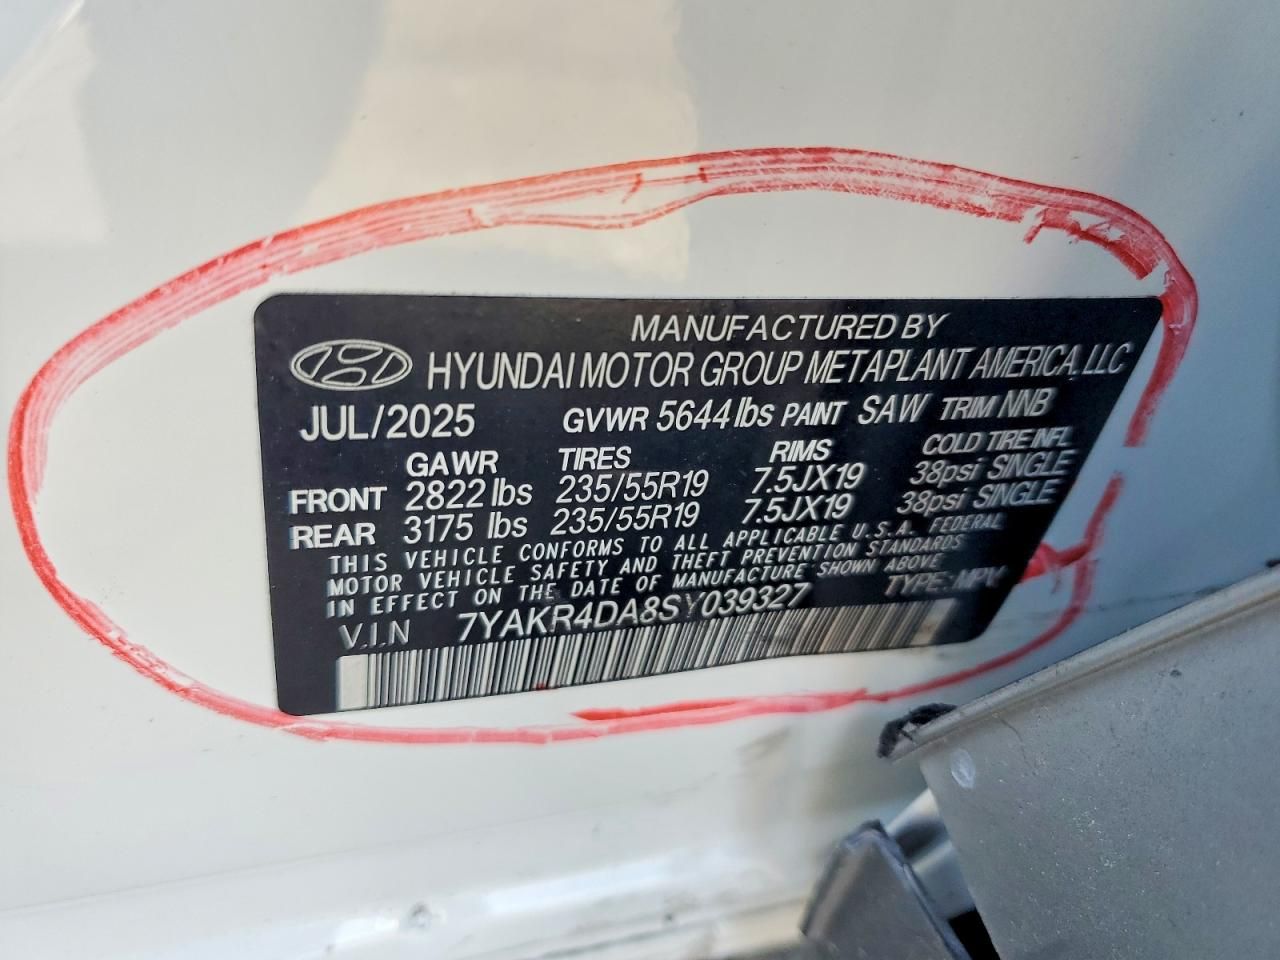 MANUFACTURED BY
HYUNDAI MOTOR GROUP METAPLANT AMERICA, LLC
JUL/2025 GVWR 5644 lbs PAINT SAW TRIM NNB
GAWR TIRES RIMS COLD TIRE INFL
FRONT 2822 lbs 235/55R19 7.5JX19 38psi SINGLE
REAR 3175 lbs 235/55R19 7.5JX19 38psi SINGLE
THIS VEHICLE CONFORMS TO ALL APPLICABLE U.S.A. FEDERAL
MOTOR VEHICLE SAFETY AND THEFT PREVENTION STANDARDS
IN EFFECT ON THE DATE OF MANUFACTURE SHOWN ABOVE
V.I.N 7YAKR4DA8SY039327 TYPE: MPV